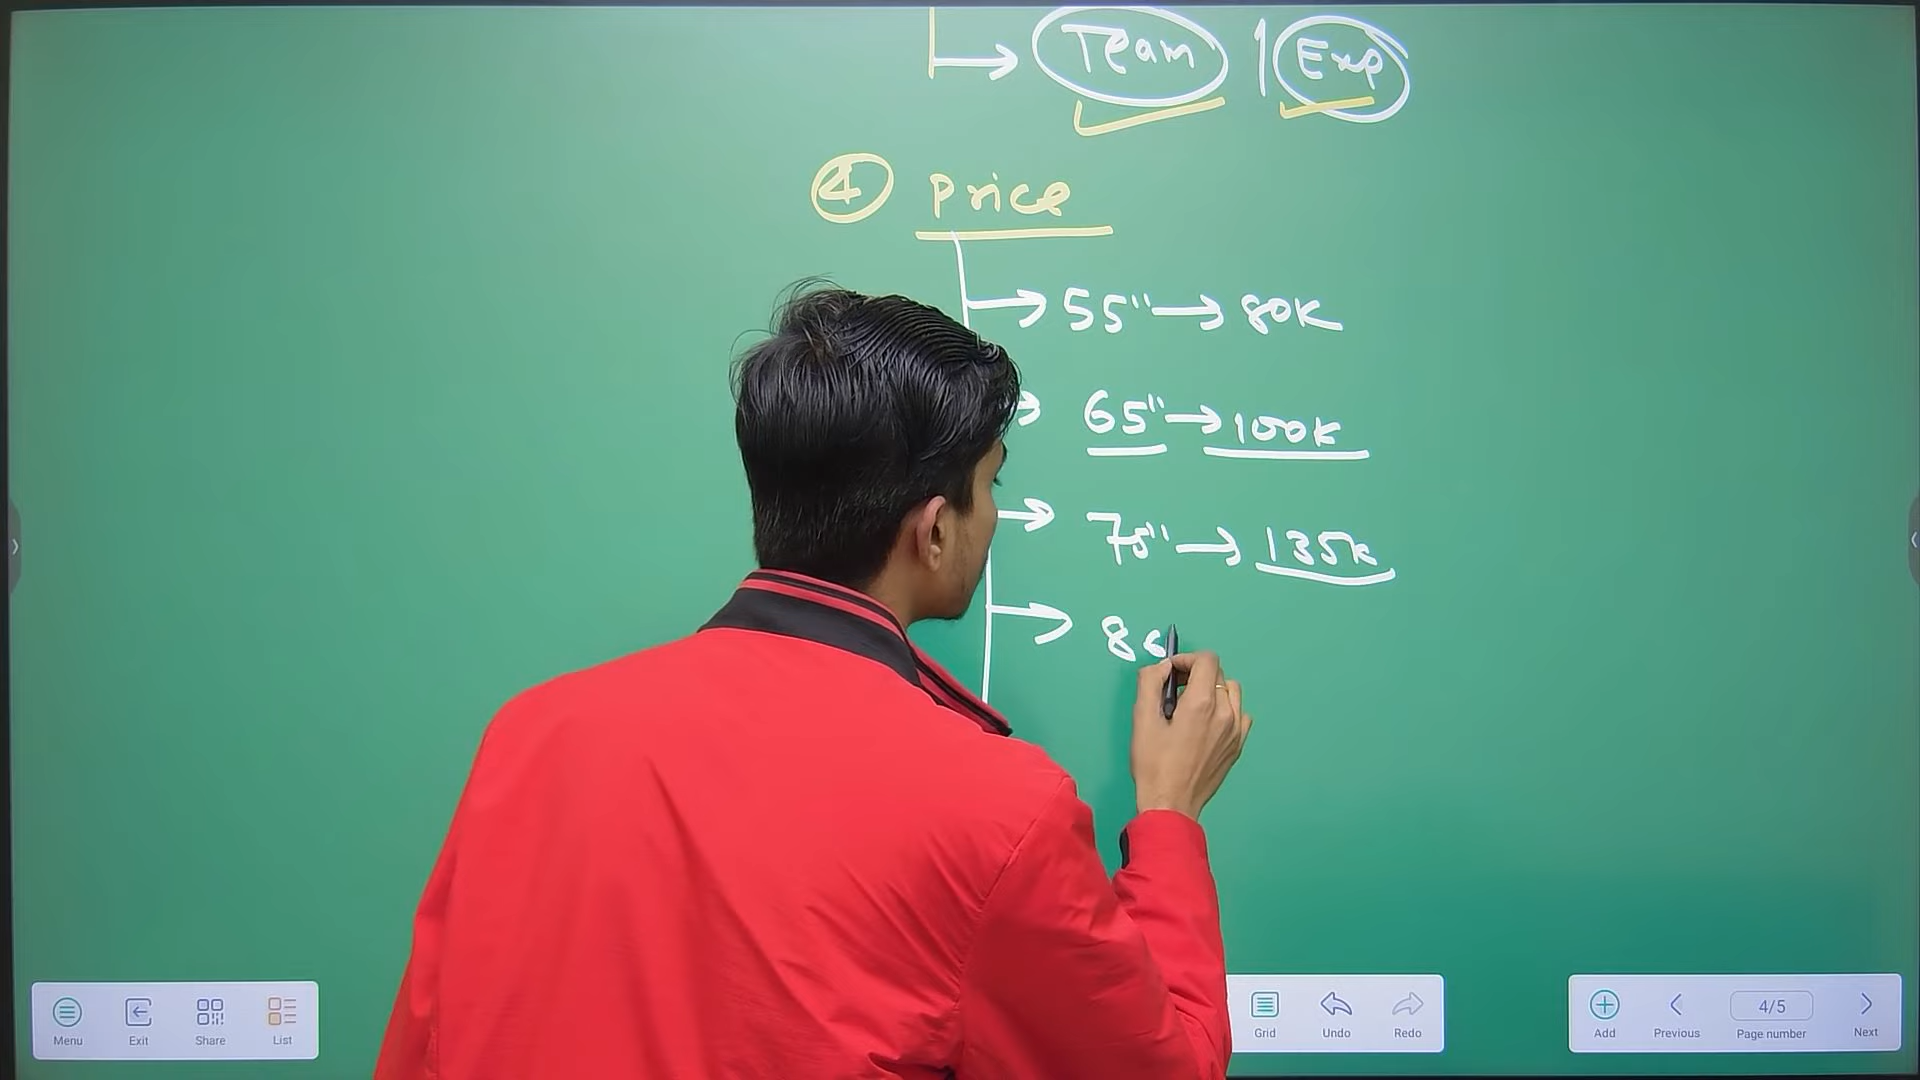 → Team | Exp
④ Price
→ 55" → 80K
→ 65" → 100K
→ 75" → 135K
→ 86
Menu Exit Share List Grid Undo Redo Add Previous 4/5 Page number Next